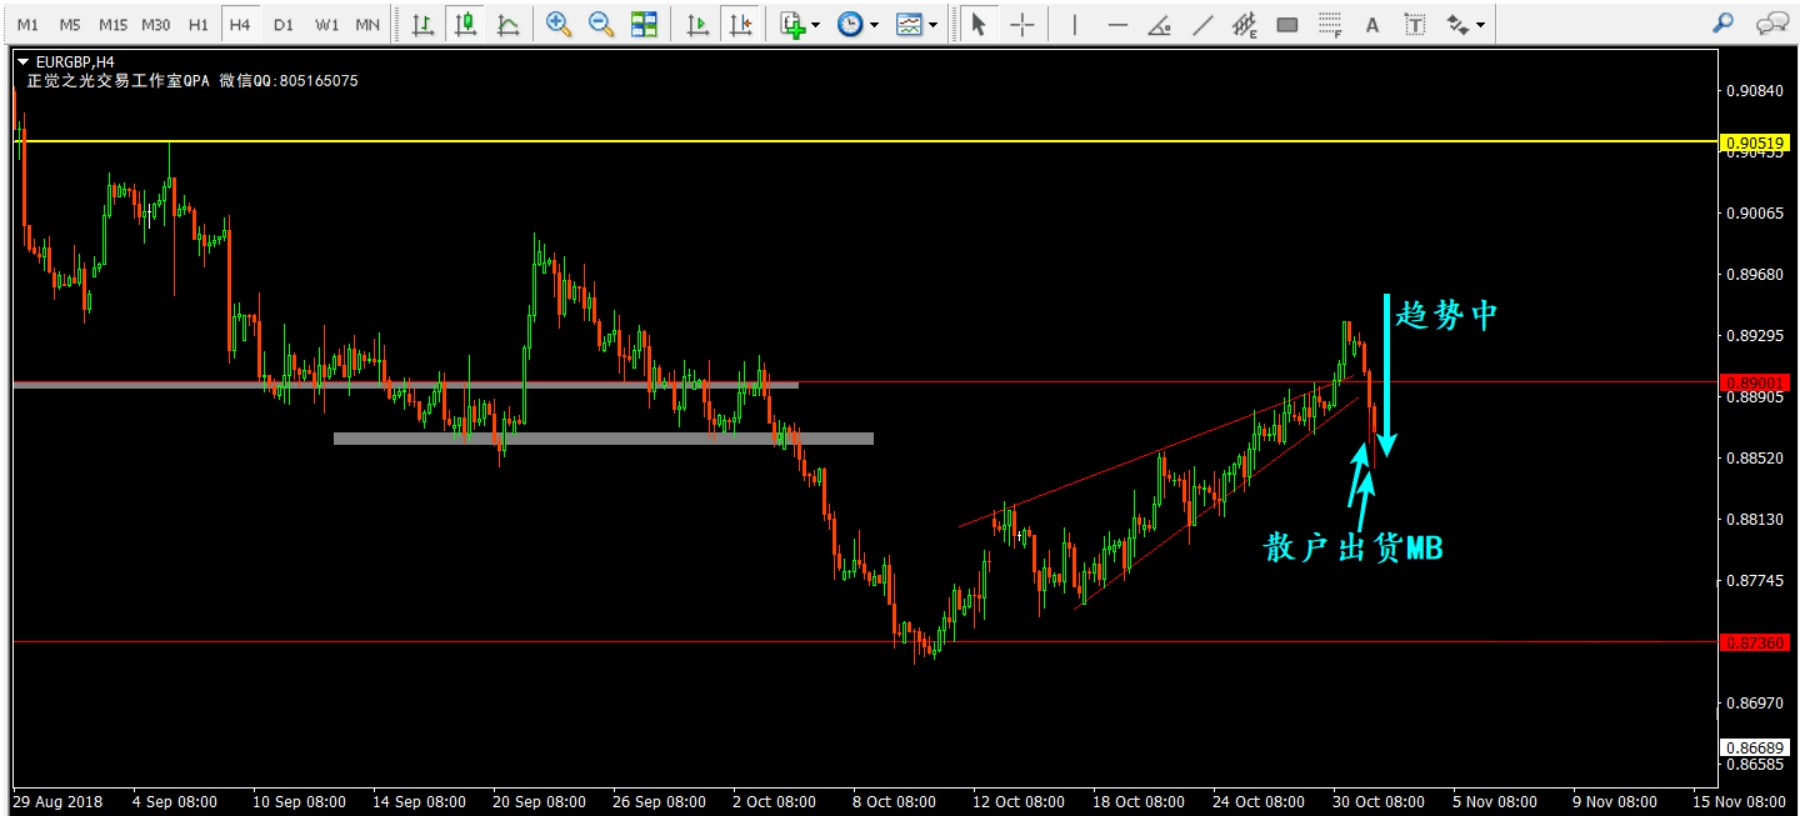 M1 M5 M15 M30 H1 H4 D1 W1 MN E F A T
EURGBP,H4
正觉之光交易工作室QPA 微信QQ:805165075
0.90840
0.90519
0.90455
0.90065
0.89680
趋势中
0.89295
0.89001
0.88905
0.88520
0.88130
散户出货MB
0.87745
0.87360
0.86970
0.86689
0.86585
29 Aug 2018 4 Sep 08:00 10 Sep 08:00 14 Sep 08:00 20 Sep 08:00 26 Sep 08:00 2 Oct 08:00 8 Oct 08:00 12 Oct 08:00 18 Oct 08:00 24 Oct 08:00 30 Oct 08:00 5 Nov 08:00 9 Nov 08:00 15 Nov 08:00